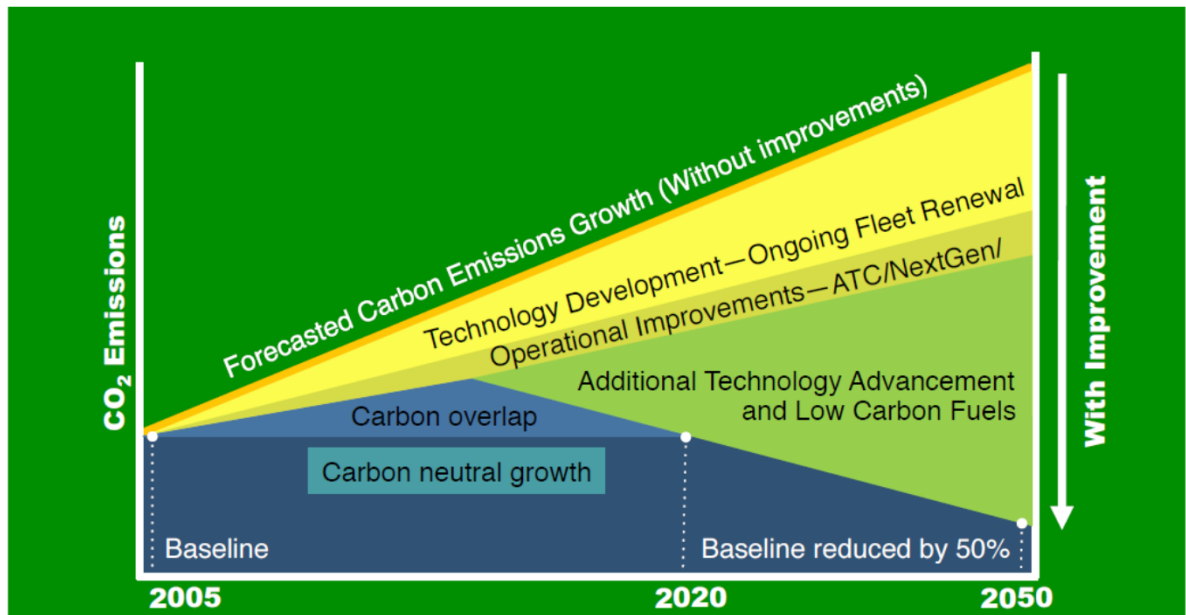 Forecasted Carbon Emissions Growth (Without improvements)
Technology Development—Ongoing Fleet Renewal
Operational Improvements—ATC/NextGen/
Additional Technology Advancement
and Low Carbon Fuels
Carbon overlap
Carbon neutral growth
Baseline
Baseline reduced by 50%
CO₂ Emissions
With Improvement
2005
2020
2050